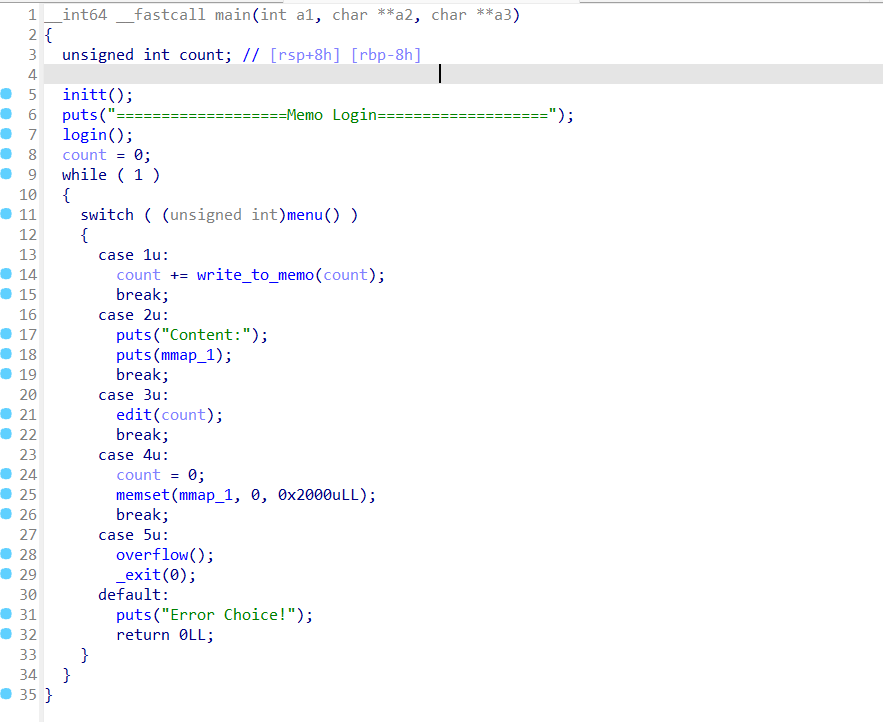 1 __int64 __fastcall main(int a1, char **a2, char **a3)
2 {
3   unsigned int count; // [rsp+8h] [rbp-8h]
4
5   initt();
6   puts("===================Memo Login===================");
7   login();
8   count = 0;
9   while ( 1 )
10   {
11     switch ( (unsigned int)menu() )
12     {
13       case 1u:
14         count += write_to_memo(count);
15         break;
16       case 2u:
17         puts("Content:");
18         puts(mmap_1);
19         break;
20       case 3u:
21         edit(count);
22         break;
23       case 4u:
24         count = 0;
25         memset(mmap_1, 0, 0x2000uLL);
26         break;
27       case 5u:
28         overflow();
29         _exit(0);
30       default:
31         puts("Error Choice!");
32         return 0LL;
33     }
34   }
35 }